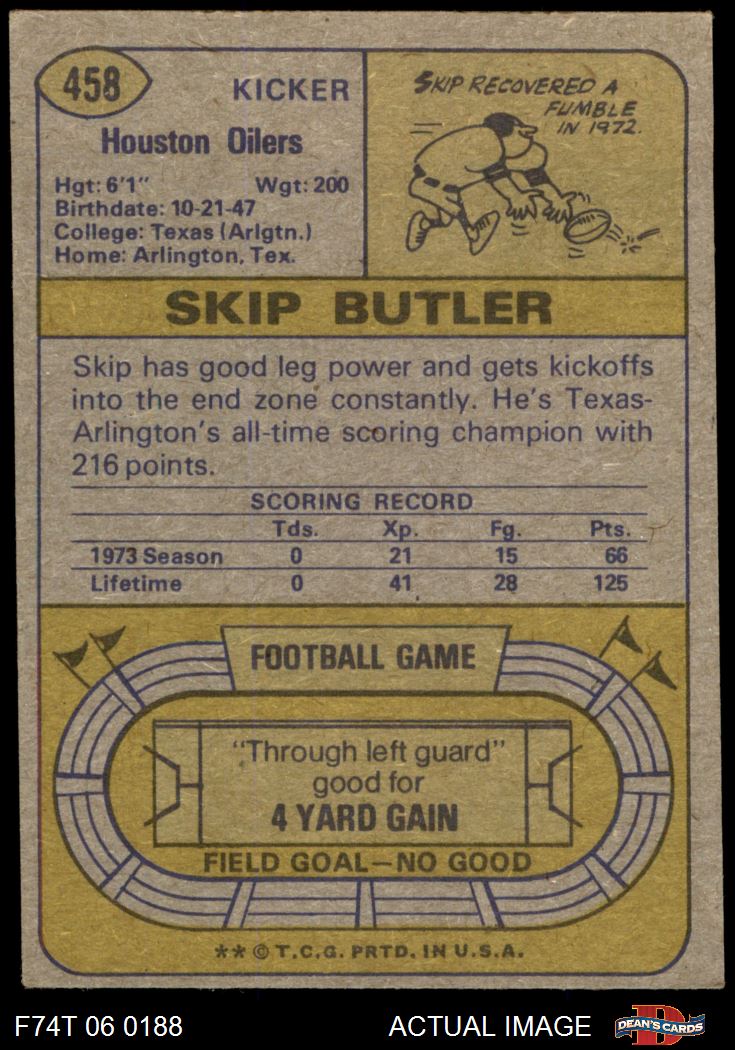 458
KICKER
Houston Oilers
Hgt: 6'1" Wgt: 200
Birthdate: 10-21-47
College: Texas (Arlgtn.)
Home: Arlington, Tex.
SKIP RECOVERED A
FUMBLE
IN 1972.
SKIP BUTLER
Skip has good leg power and gets kickoffs
into the end zone constantly. He's Texas-
Arlington's all-time scoring champion with
216 points.
SCORING RECORD
Tds. Xp. Fg. Pts.
1973 Season 0 21 15 66
Lifetime 0 41 28 125
FOOTBALL GAME
"Through left guard"
good for
4 YARD GAIN
FIELD GOAL—NO GOOD
** © T.C.G. PRTD. IN U.S.A.
F74T 06 0188 ACTUAL IMAGE
D
DEAN'S CARDS